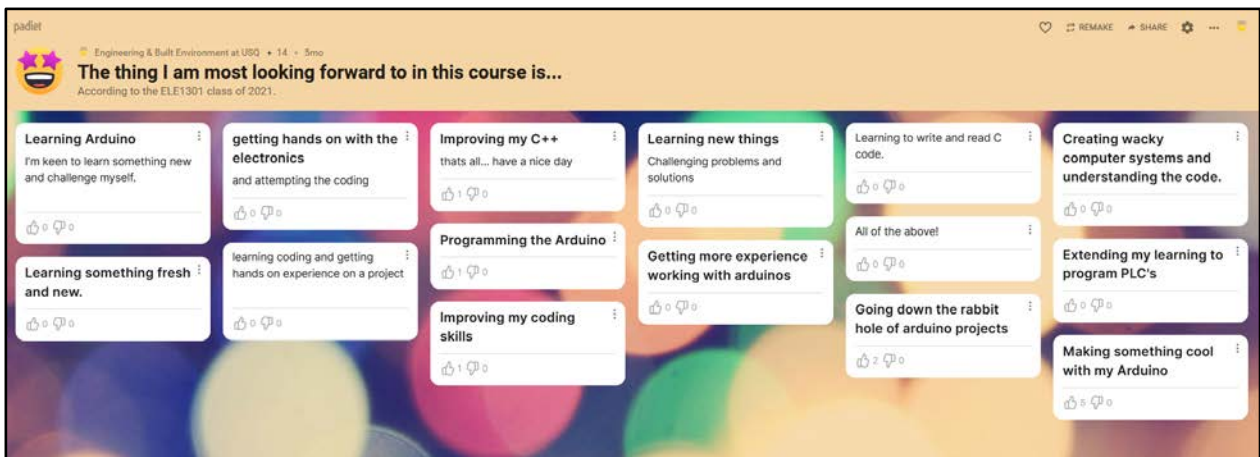 padlet
REMAKE SHARE
Engineering & Built Environment at USQ • 14 • 5mo
The thing I am most looking forward to in this course is...
According to the ELE1301 class of 2021.
Learning Arduino
I'm keen to learn something new
and challenge myself.
0 0
Learning something fresh
and new.
0 0
getting hands on with the
electronics
and attempting the coding
0 0
learning coding and getting
hands on experience on a project
0 0
Improving my C++
thats all... have a nice day
1 0
Programming the Arduino
1 0
Improving my coding
skills
1 0
Learning new things
Challenging problems and
solutions
0 0
Getting more experience
working with arduinos
0 0
Learning to write and read C
code.
0 0
All of the above!
0 0
Going down the rabbit
hole of arduino projects
2 0
Creating wacky
computer systems and
understanding the code.
0 0
Extending my learning to
program PLC's
0 0
Making something cool
with my Arduino
5 0